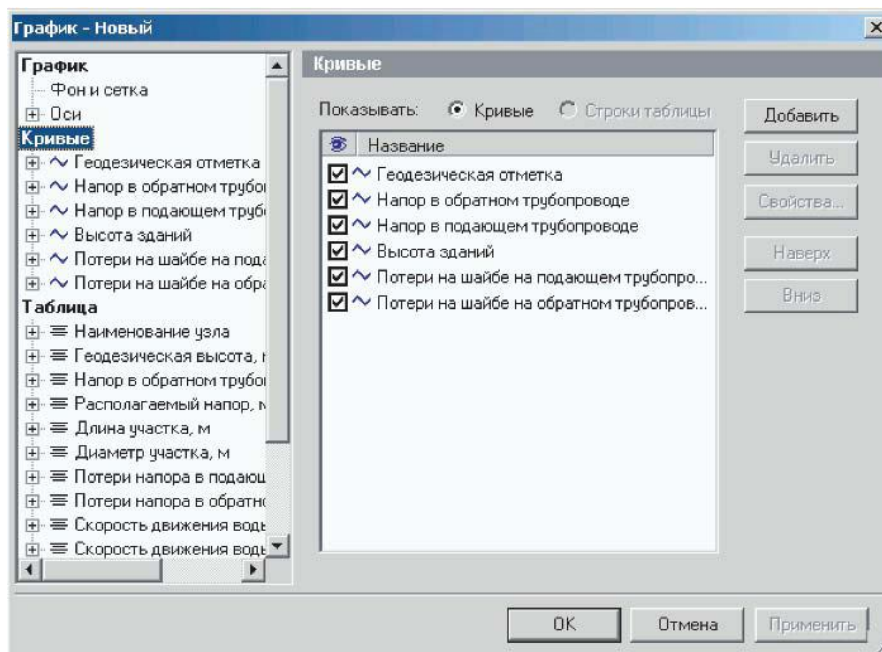 График - Новый
График
Фон и сетка
Оси
Кривые
Геодезическая отметка
Напор в обратном трубо
Напор в подающем труб
Высота зданий
Потери на шайбе на под
Потери на шайбе на обра
Таблица
Наименование узла
Геодезическая высота,
Напор в обратном трубо
Располагаемый напор, м
Длина участка, м
Диаметр участка, м
Потери напора в подающ
Потери напора в обратн
Скорость движения водь
Скорость движения водь
Кривые
Показывать: Кривые Строки таблицы
Название
Геодезическая отметка
Напор в обратном трубопроводе
Напор в подающем трубопроводе
Высота зданий
Потери на шайбе на подающем трубопро...
Потери на шайбе на обратном трубопров...
Добавить
Удалить
Свойства...
Наверх
Вниз
OK
Отмена
Применить